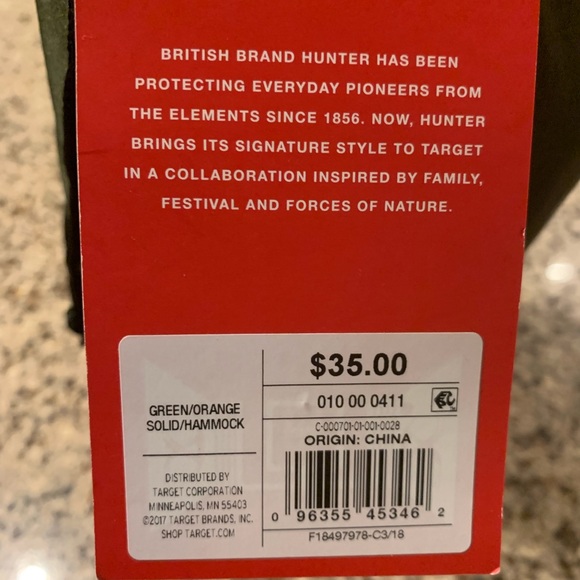 BRITISH BRAND HUNTER HAS BEEN
PROTECTING EVERYDAY PIONEERS FROM
THE ELEMENTS SINCE 1856. NOW, HUNTER
BRINGS ITS SIGNATURE STYLE TO TARGET
IN A COLLABORATION INSPIRED BY FAMILY,
FESTIVAL AND FORCES OF NATURE.
$35.00
010 00 0411
GREEN/ORANGE
SOLID/HAMMOCK
C-000701-01-001-0028
ORIGIN: CHINA
DISTRIBUTED BY
TARGET CORPORATION
MINNEAPOLIS, MN 55403
©2017 TARGET BRANDS, INC.
SHOP TARGET.COM
0 96355 45346 2
F18497978-C3/18